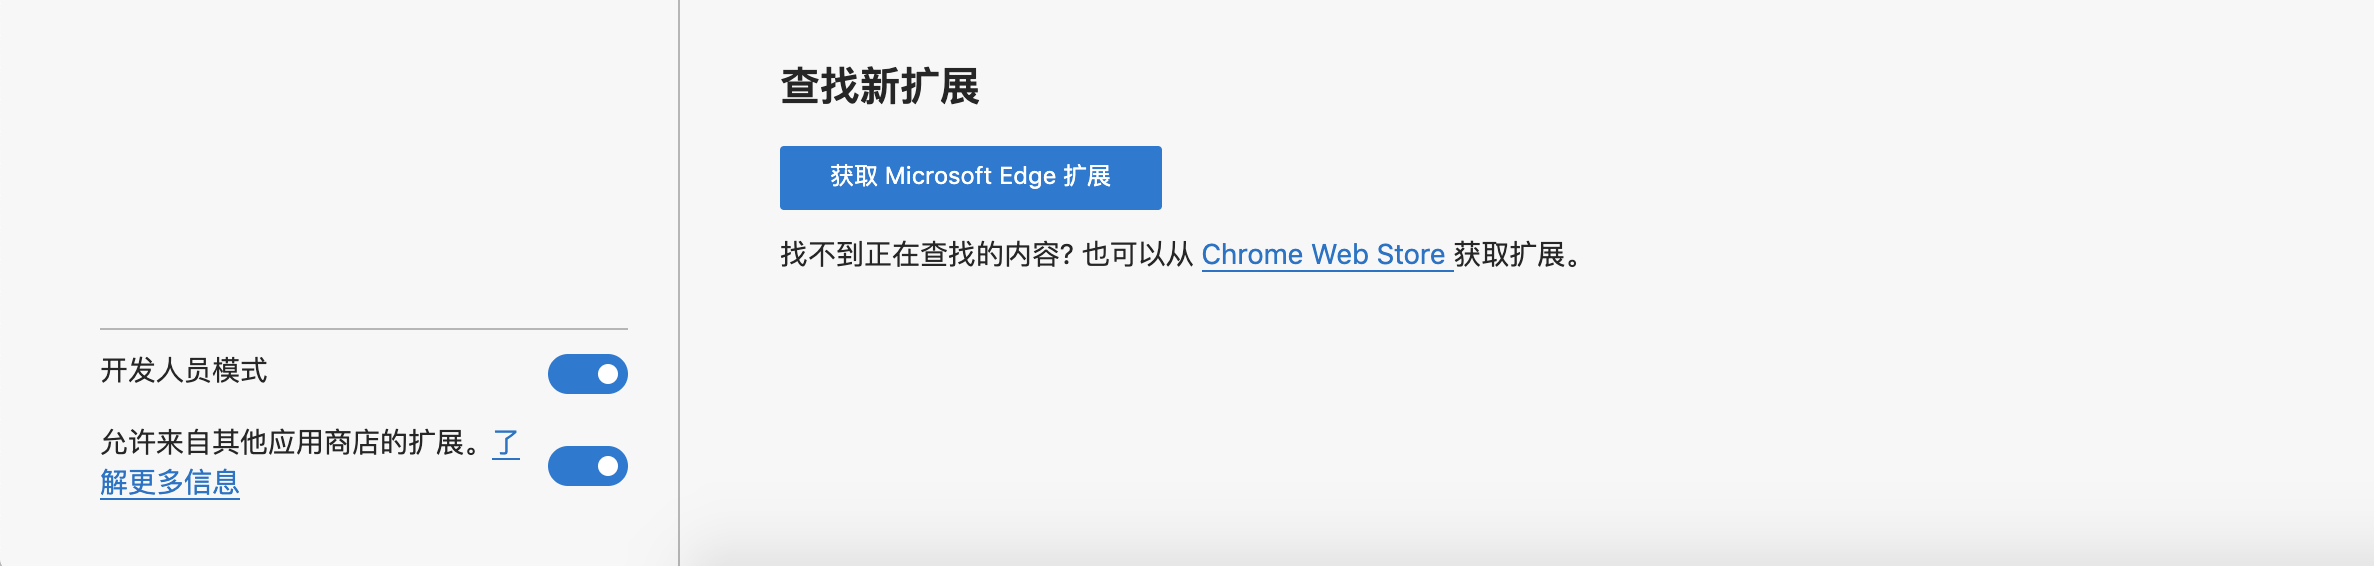 查找新扩展
获取 Microsoft Edge 扩展
找不到正在查找的内容? 也可以从 Chrome Web Store 获取扩展。
开发人员模式
允许来自其他应用商店的扩展。了
解更多信息